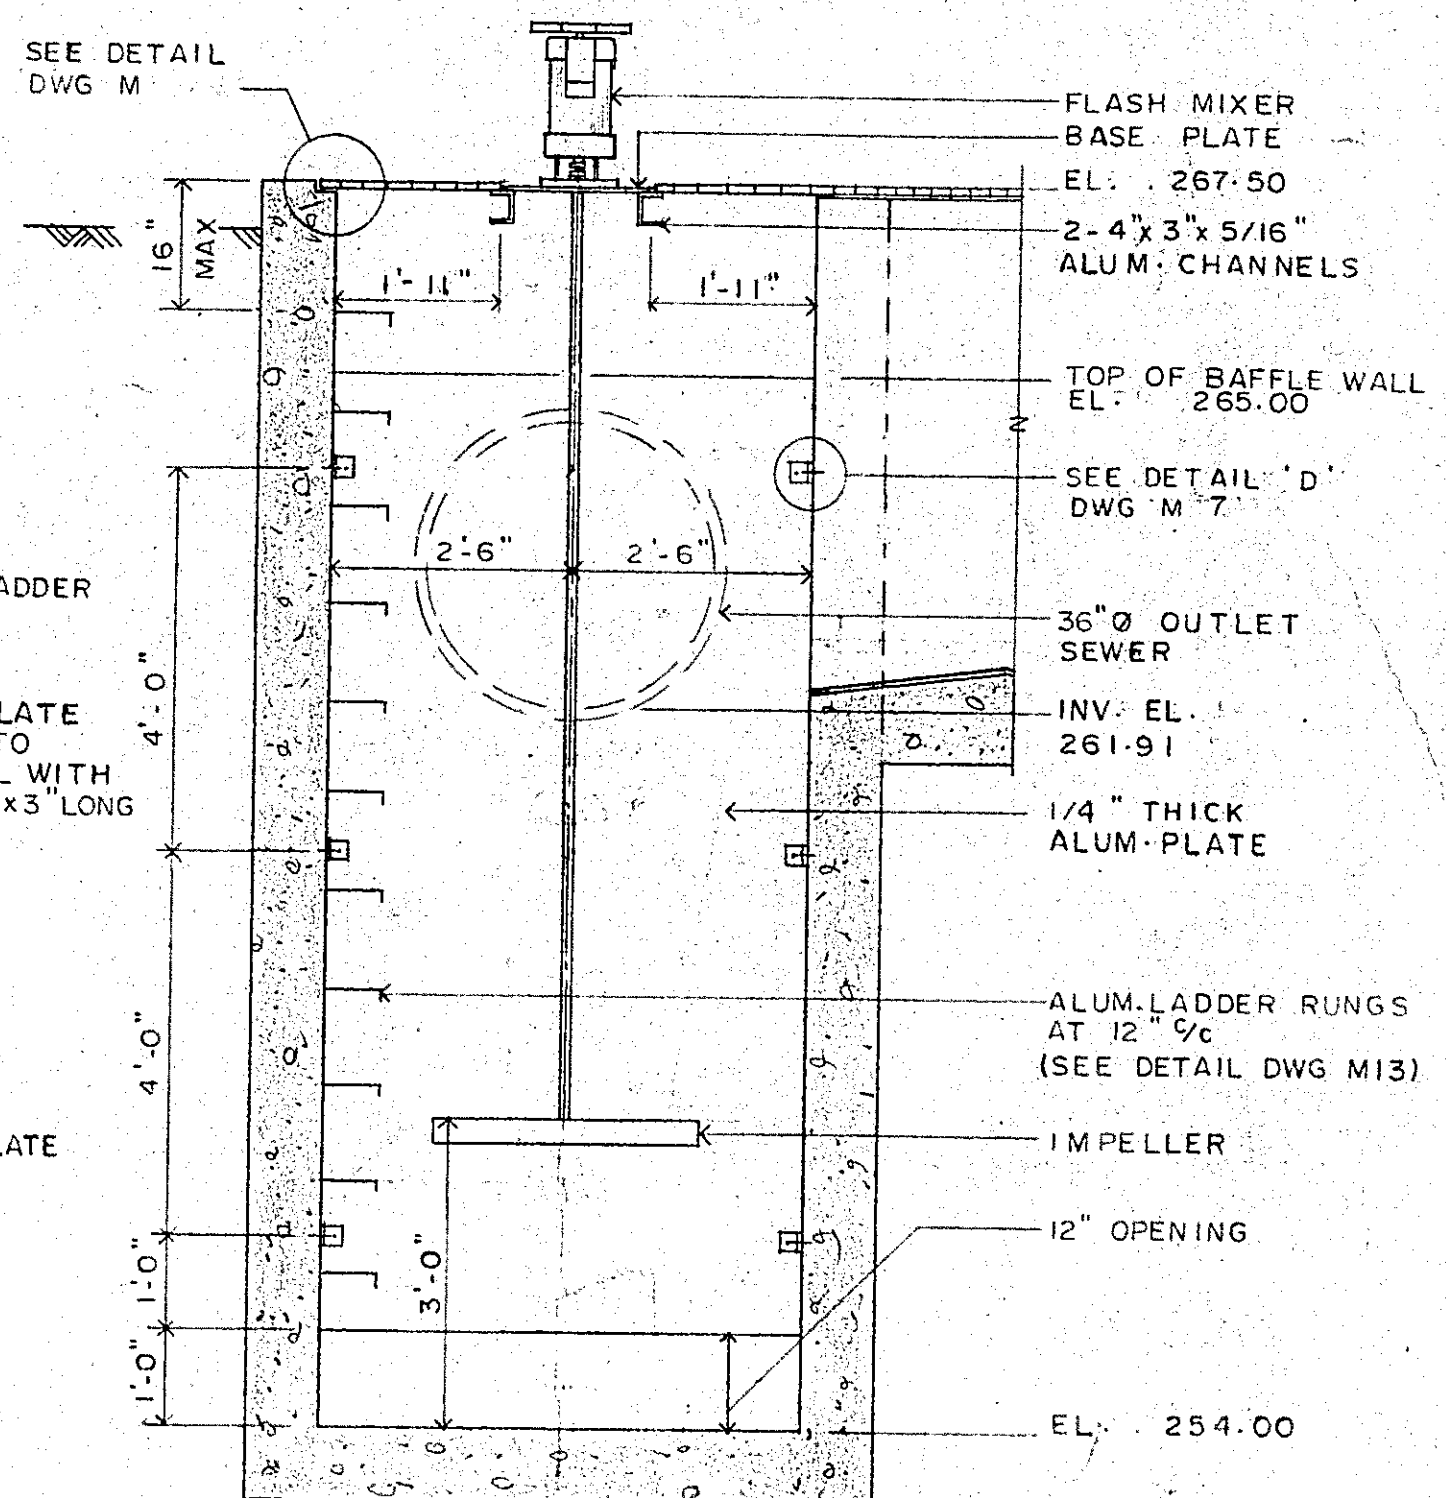 SEE DETAIL
DWG M
FLASH MIXER
BASE PLATE
EL. 267.50
2-4"x 3"x 5/16"
ALUM. CHANNELS
16"
MAX
1'-11"
1'-11"
TOP OF BAFFLE WALL
EL. 265.00
SEE DETAIL 'D'
DWG M 7
2'-6"
2'-6"
ADDER
36"Ø OUTLET
SEWER
4'-0"
LATE
TO
L WITH
x3"LONG
INV. EL.
261.91
1/4" THICK
ALUM. PLATE
4'-0"
ALUM. LADDER RUNGS
AT 12" C/C
(SEE DETAIL DWG M13)
LATE
IMPELLER
12" OPENING
1'-0"
3'-0"
1'-0"
EL. 254.00